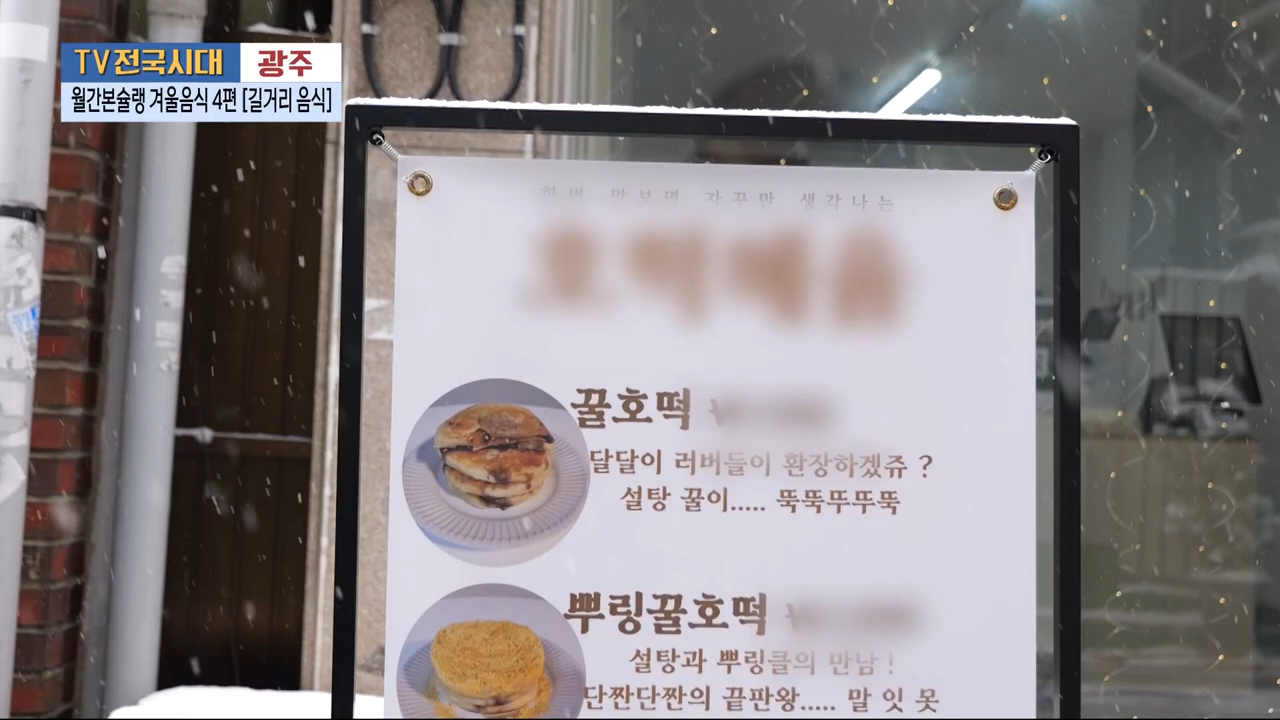 TV전국시대 광주
월간본슐랭 겨울음식 4편 [길거리 음식]
한번 맛보면 자꾸만 생각나는
꿀호떡
달달이 러버들이 환장하겠쥬 ?
설탕 꿀이..... 뚝뚝뚜뚜뚝
뿌링꿀호떡
설탕과 뿌링클의 만남 !
단짠단짠의 끝판왕..... 말 잇 못